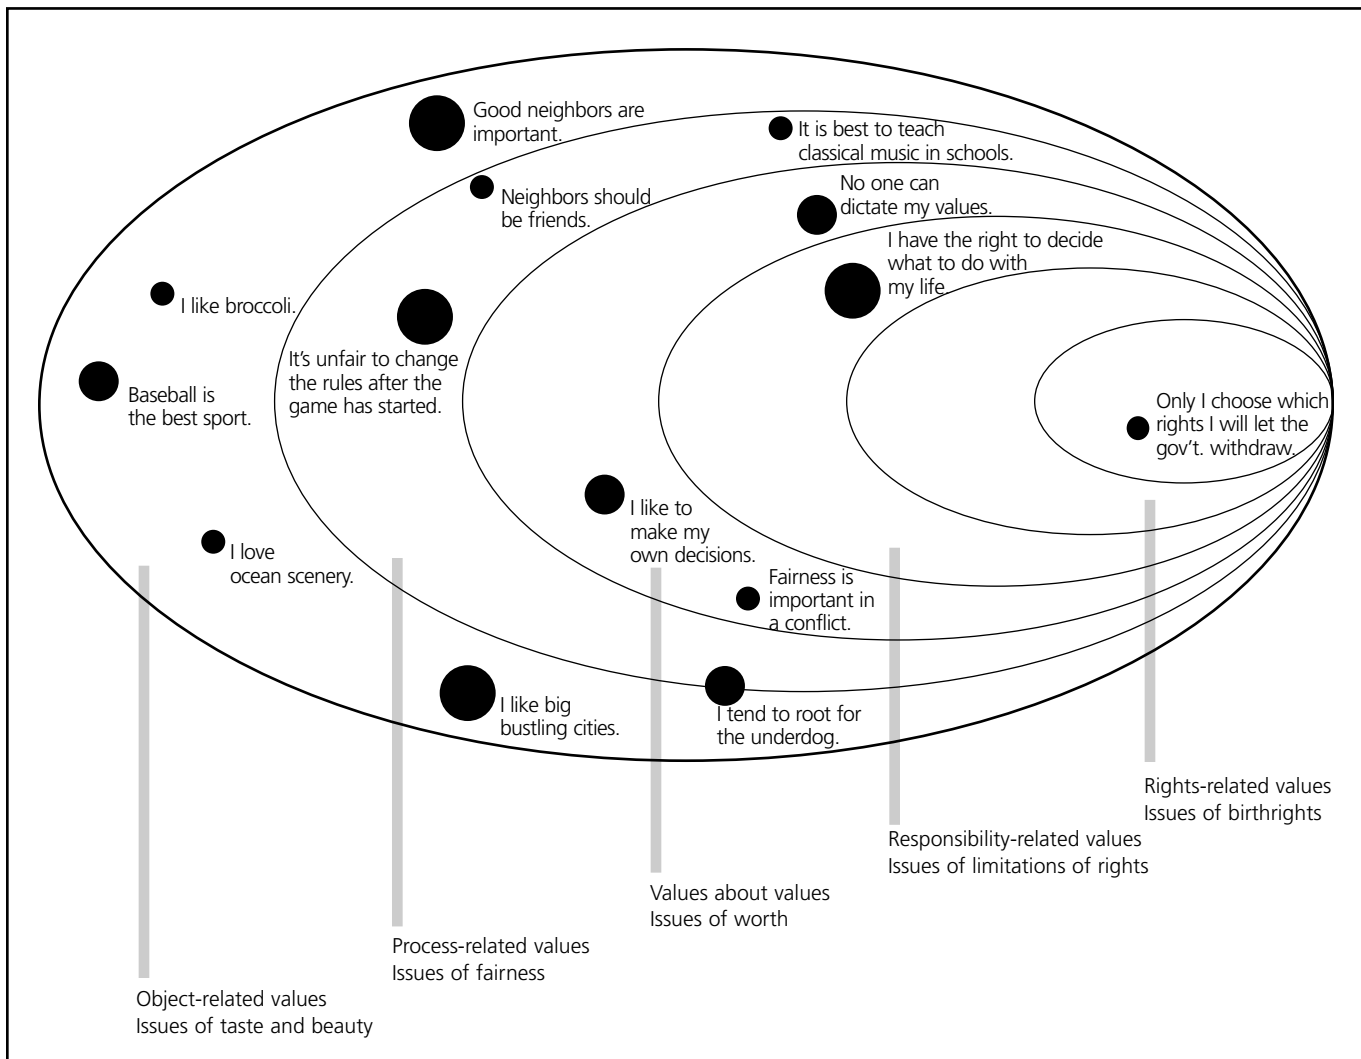 Good neighbors are
important.
It is best to teach
classical music in schools.
Neighbors should
be friends.
No one can
dictate my values.
I have the right to decide
what to do with
my life.
I like broccoli.
It's unfair to change
the rules after the
game has started.
Baseball is
the best sport.
Only I choose which
rights I will let the
gov't. withdraw.
I like to
make my
own decisions.
I love
ocean scenery.
Fairness is
important in
a conflict.
I like big
bustling cities.
I tend to root for
the underdog.
Rights-related values
Issues of birthrights
Responsibility-related values
Issues of limitations of rights
Values about values
Issues of worth
Process-related values
Issues of fairness
Object-related values
Issues of taste and beauty